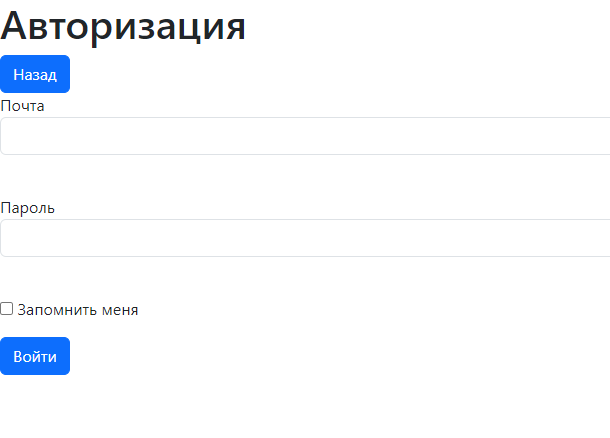 Авторизация
Назад
Почта
Пароль
Запомнить меня
Войти